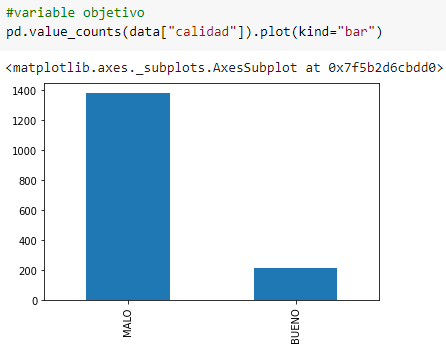 #variable objetivo
pd.value_counts(data["calidad"]).plot(kind="bar")
<matplotlib.axes._subplots.AxesSubplot at 0x7f5b2d6cbdd0>
1400
1200
1000
800
600
400
200
0
MALO
BUENO